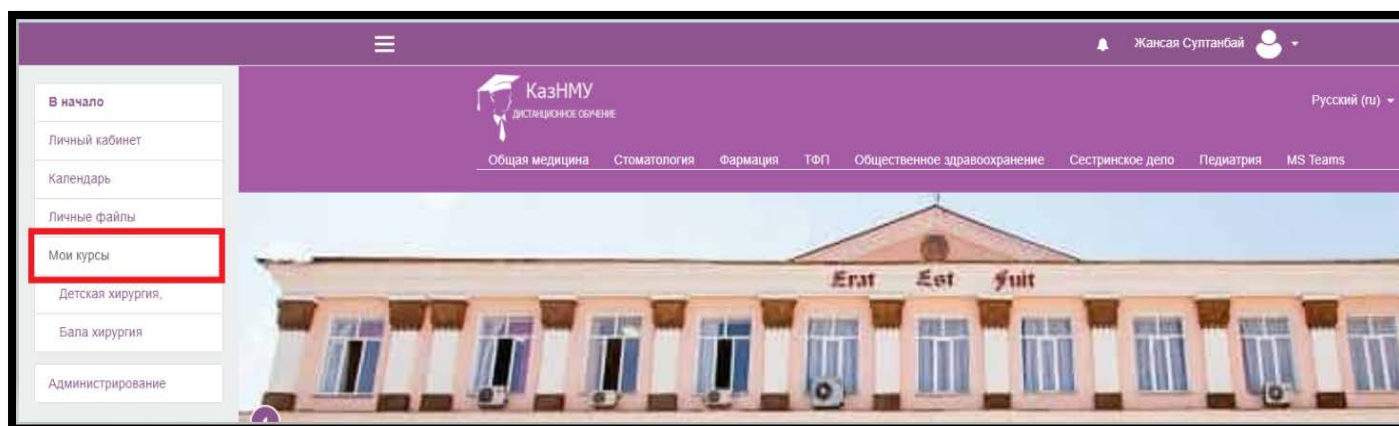 Жансая Султанбай
В начало
Личный кабинет
Календарь
Личные файлы
Мои курсы
Детская хирургия,
Бала хирургия
Администрирование
КазНМУ
ДИСТАНЦИОННОЕ ОБУЧЕНИЕ
Русский (ru)
Общая медицина Стоматология Фармация ТФП Общественное здравоохранение Сестринское дело Педиатрия MS Teams
Erat Est Fuit